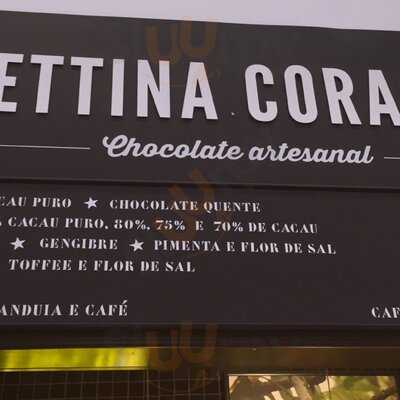 ETTINA CORA
Chocolate artesanal
CAU PURO ★ CHOCOLATE QUENTE
% CACAU PURO, 80%, 75% E 70% DE CACAU
★ GENGIBRE ★ PIMENTA E FLOR DE SAL
TOFFEE E FLOR DE SAL
ANDUIA E CAFÉ
CAF